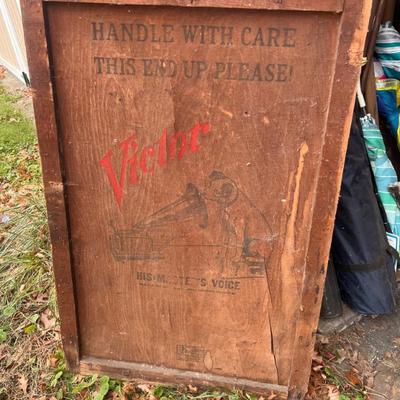 HANDLE WITH CARE
THIS END UP PLEASE!
Victor
HIS MASTER'S VOICE